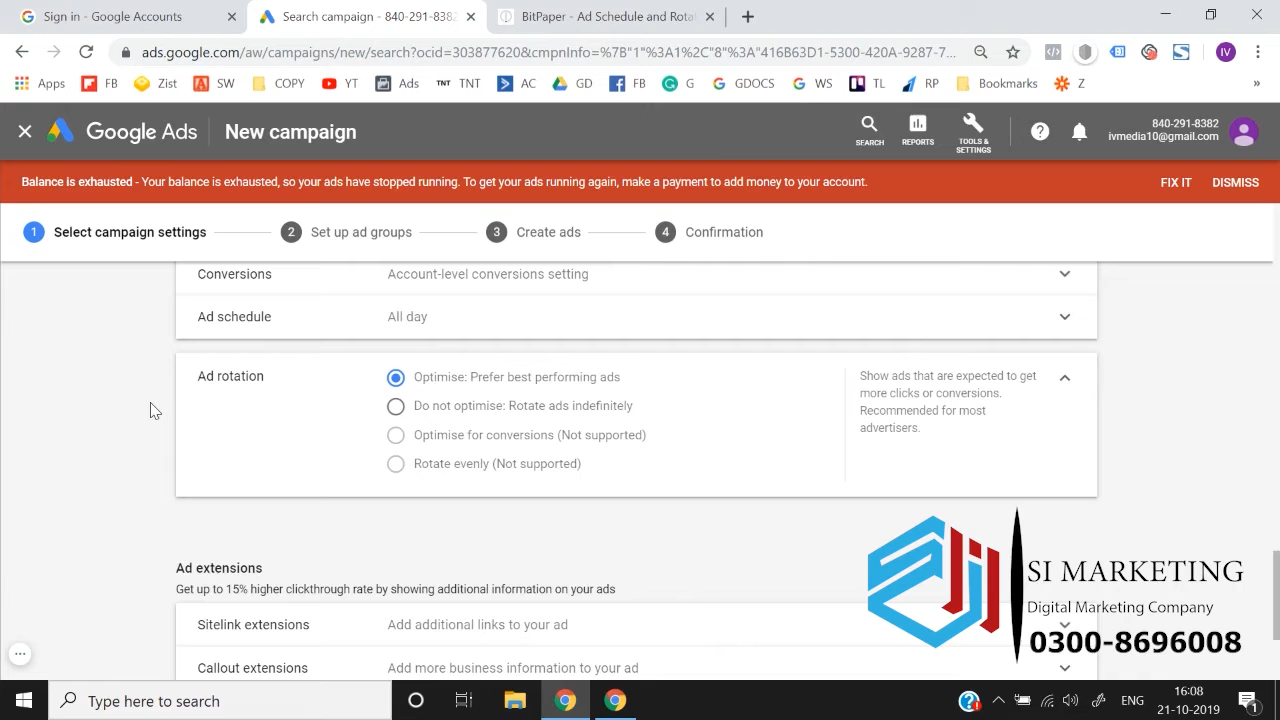 Sign in - Google Accounts
Search campaign - 840-291-8382
BitPaper - Ad Schedule and Rota
ads.google.com/aw/campaigns/new/search?ocid=303877620&cmpnInfo=%7B"1"%3A1%2C"8"%3A"416B63D1-5300-420A-9287-7...
IV
Apps
FB
Zist
SW
COPY
YT
Ads
TNT
TNT
AC
GD
FB
G
GDOCS
WS
TL
RP
Bookmarks
Z
»
Google Ads
New campaign
SEARCH
REPORTS
TOOLS & SETTINGS
840-291-8382
ivmedia10@gmail.com
Balance is exhausted - Your balance is exhausted, so your ads have stopped running. To get your ads running again, make a payment to add money to your account.
FIX IT
DISMISS
1 Select campaign settings
2 Set up ad groups
3 Create ads
4 Confirmation
Conversions
Account-level conversions setting
Ad schedule
All day
Ad rotation
Optimise: Prefer best performing ads
Do not optimise: Rotate ads indefinitely
Optimise for conversions (Not supported)
Rotate evenly (Not supported)
Show ads that are expected to get
more clicks or conversions.
Recommended for most
advertisers.
Ad extensions
Get up to 15% higher clickthrough rate by showing additional information on your ads
Sitelink extensions
Add additional links to your ad
Callout extensions
Add more business information to your ad
SI MARKETING
Digital Marketing Company
0300-8696008
Type here to search
ENG
16:08
21-10-2019
1